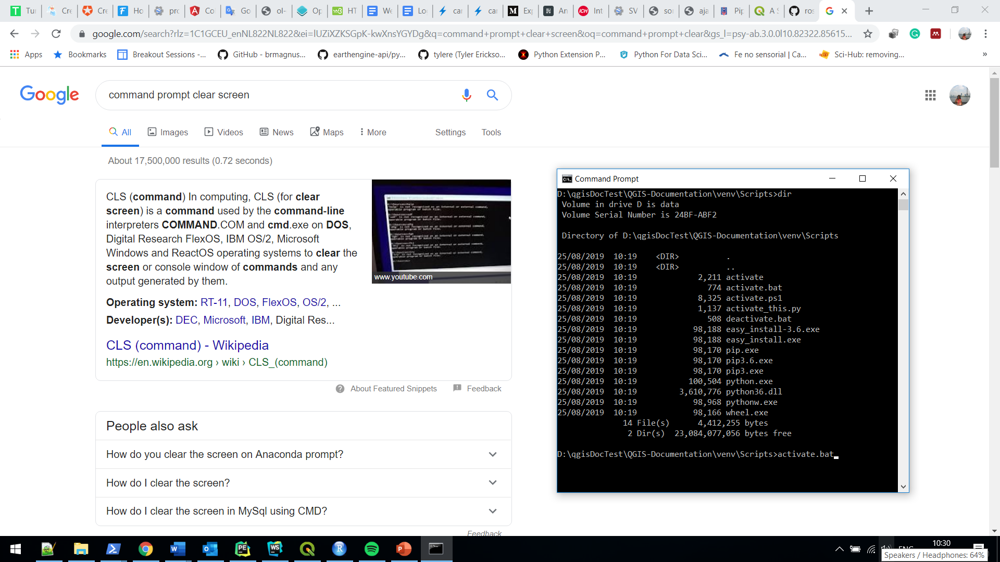 Tu
Cre
Cre
Ho
pro
Co
Go
ol-
Op
HT
We
Lo
car
car
Ex
An
Int
SV
so
aja
Pip
A S
ros
google.com/search?rlz=1C1GCEU_enNL822NL822&ei=lUZiXZKSGpK-kwXnsYGYDg&q=command+prompt+clear+screen&oq=command+prompt+clear&gs_l=psy-ab.3.0.0l10.82322.85615...
Apps
Bookmarks
Breakout Sessions -...
GitHub - brmagnus...
earthengine-api/py...
tylere (Tyler Erickso...
Python Extension P...
Python For Data Sci...
Fe no sensorial | Ca...
Sci-Hub: removing...
»
Google
command prompt clear screen
All
Images
Videos
News
Maps
More
Settings
Tools
About 17,500,000 results (0.72 seconds)
CLS (command) In computing, CLS (for clear
screen) is a command used by the command-line
interpreters COMMAND.COM and cmd.exe on DOS,
Digital Research FlexOS, IBM OS/2, Microsoft
Windows and ReactOS operating systems to clear the
screen or console window of commands and any
output generated by them.
www.youtube.com
Operating system: RT-11, DOS, FlexOS, OS/2, ...
Developer(s): DEC, Microsoft, IBM, Digital Res...
CLS (command) - Wikipedia
https://en.wikipedia.org › wiki › CLS_(command)
About Featured Snippets
Feedback
People also ask
How do you clear the screen on Anaconda prompt?
How do I clear the screen?
How do I clear the screen in MySql using CMD?
Feedback
Command Prompt
D:\qgisDocTest\QGIS-Documentation\venv\Scripts>dir
Volume in drive D is data
Volume Serial Number is 24BF-ABF2
Directory of D:\qgisDocTest\QGIS-Documentation\venv\Scripts
25/08/2019  10:19    <DIR>          .
25/08/2019  10:19    <DIR>          ..
25/08/2019  10:19             2,211 activate
25/08/2019  10:19               774 activate.bat
25/08/2019  10:19             8,325 activate.ps1
25/08/2019  10:19             1,137 activate_this.py
25/08/2019  10:19               508 deactivate.bat
25/08/2019  10:19            98,188 easy_install-3.6.exe
25/08/2019  10:19            98,188 easy_install.exe
25/08/2019  10:19            98,170 pip.exe
25/08/2019  10:19            98,170 pip3.6.exe
25/08/2019  10:19            98,170 pip3.exe
25/08/2019  10:19           100,504 python.exe
25/08/2019  10:19         3,610,776 python36.dll
25/08/2019  10:19            98,968 pythonw.exe
25/08/2019  10:19            98,166 wheel.exe
14 File(s)      4,412,255 bytes
2 Dir(s)  23,084,077,056 bytes free
D:\qgisDocTest\QGIS-Documentation\venv\Scripts>activate.bat
10:30
ENG
Speakers / Headphones: 64%